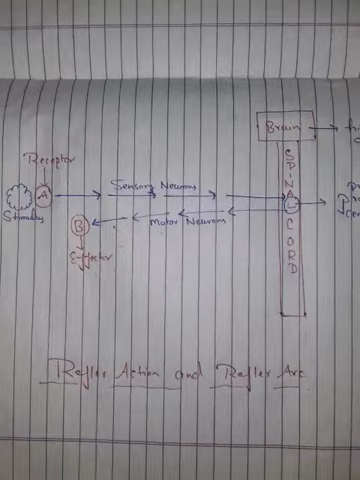 Brain
Receptor
A
Sensory Neurons
Stimulus
SPINAL CORD
B
Motor Neurons
Effector
Reflex Action and Reflex Arc